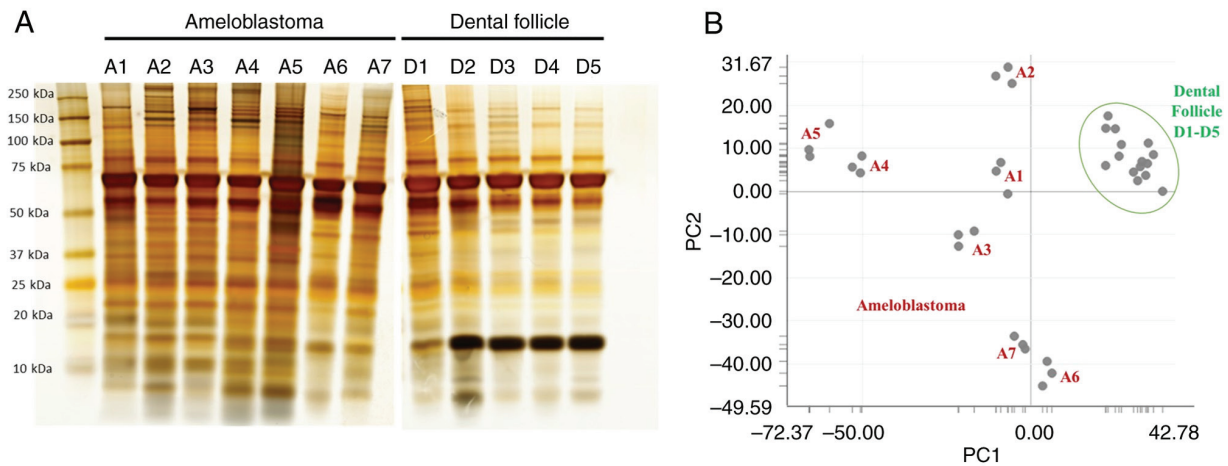 A
Ameloblastoma
Dental follicle
A1 A2 A3 A4 A5 A6 A7 D1 D2 D3 D4 D5
250 kDa
150 kDa
100 kDa
75 kDa
50 kDa
37 kDa
25 kDa
20 kDa
10 kDa
B
31.67
20.00
10.00
0.00
−10.00
−20.00
−30.00
−40.00
−49.59
PC2
A2
Dental
Follicle
D1-D5
A5
A4
A1
A3
Ameloblastoma
A7
A6
−72.37 −50.00 0.00 42.78
PC1